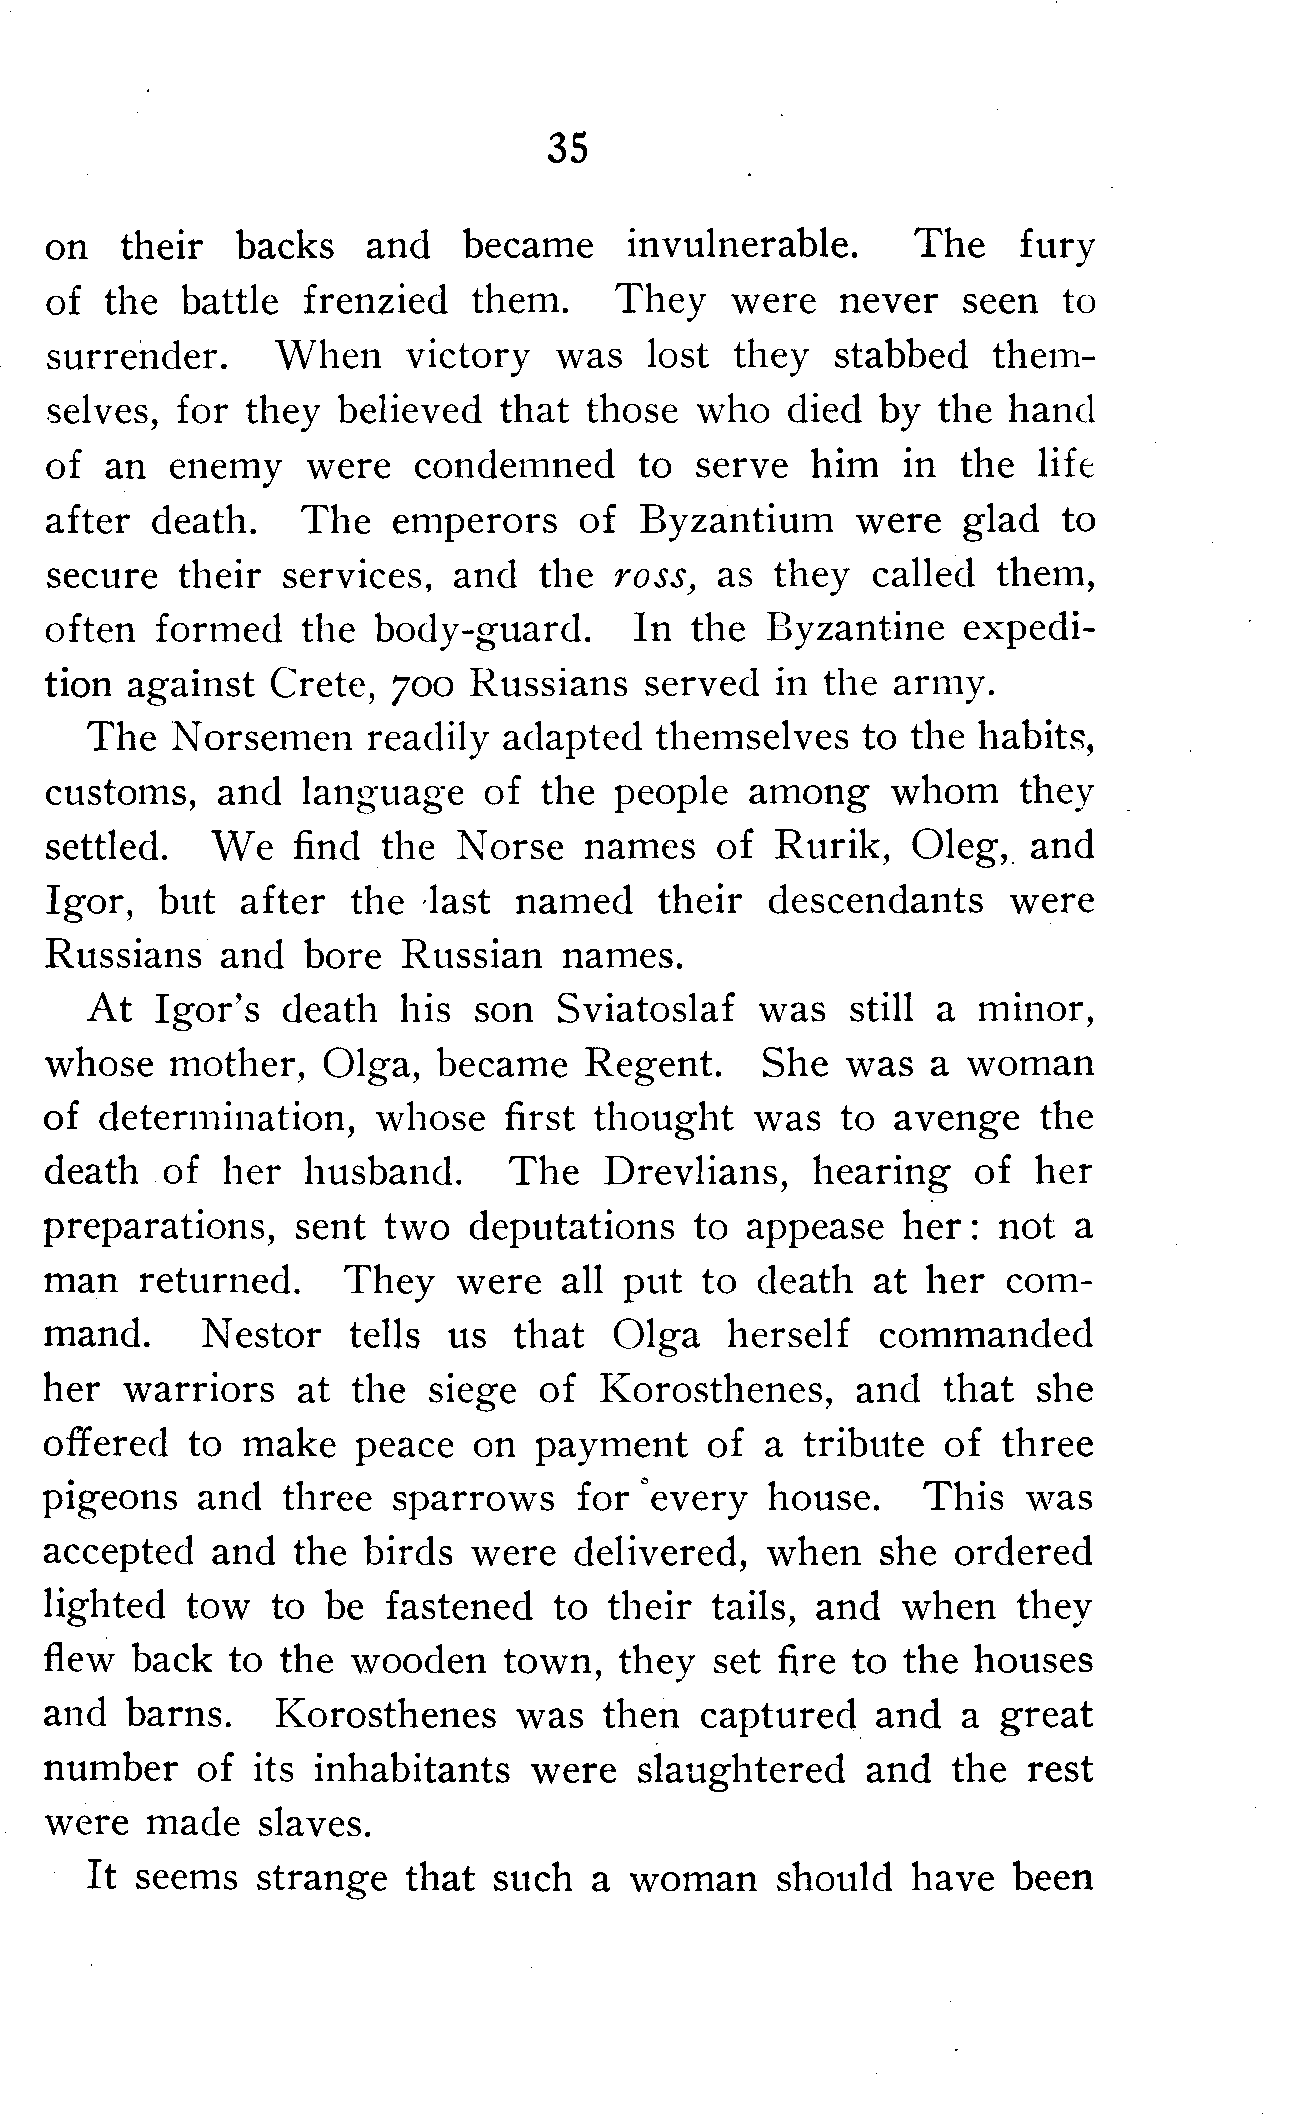 35
on their backs and became invulnerable. The fury
of the battle frenzied them. They were never seen to
surrender. When victory was lost they stabbed them-
selves, for they believed that those who died by the hand
of an enemy were condemned to serve him in the life
after death. The emperors of Byzantium were glad to
secure their services, and the ross, as they called them,
often formed the body-guard. In the Byzantine expedi-
tion against Crete, 700 Russians served in the army.
The Norsemen readily adapted themselves to the habits,
customs, and language of the people among whom they
settled. We find the Norse names of Rurik, Oleg, and
Igor, but after the last named their descendants were
Russians and bore Russian names.
At Igor's death his son Sviatoslaf was still a minor,
whose mother, Olga, became Regent. She was a woman
of determination, whose first thought was to avenge the
death of her husband. The Drevlians, hearing of her
preparations, sent two deputations to appease her: not a
man returned. They were all put to death at her com-
mand. Nestor tells us that Olga herself commanded
her warriors at the siege of Korosthenes, and that she
offered to make peace on payment of a tribute of three
pigeons and three sparrows for every house. This was
accepted and the birds were delivered, when she ordered
lighted tow to be fastened to their tails, and when they
flew back to the wooden town, they set fire to the houses
and barns. Korosthenes was then captured and a great
number of its inhabitants were slaughtered and the rest
were made slaves.
It seems strange that such a woman should have been